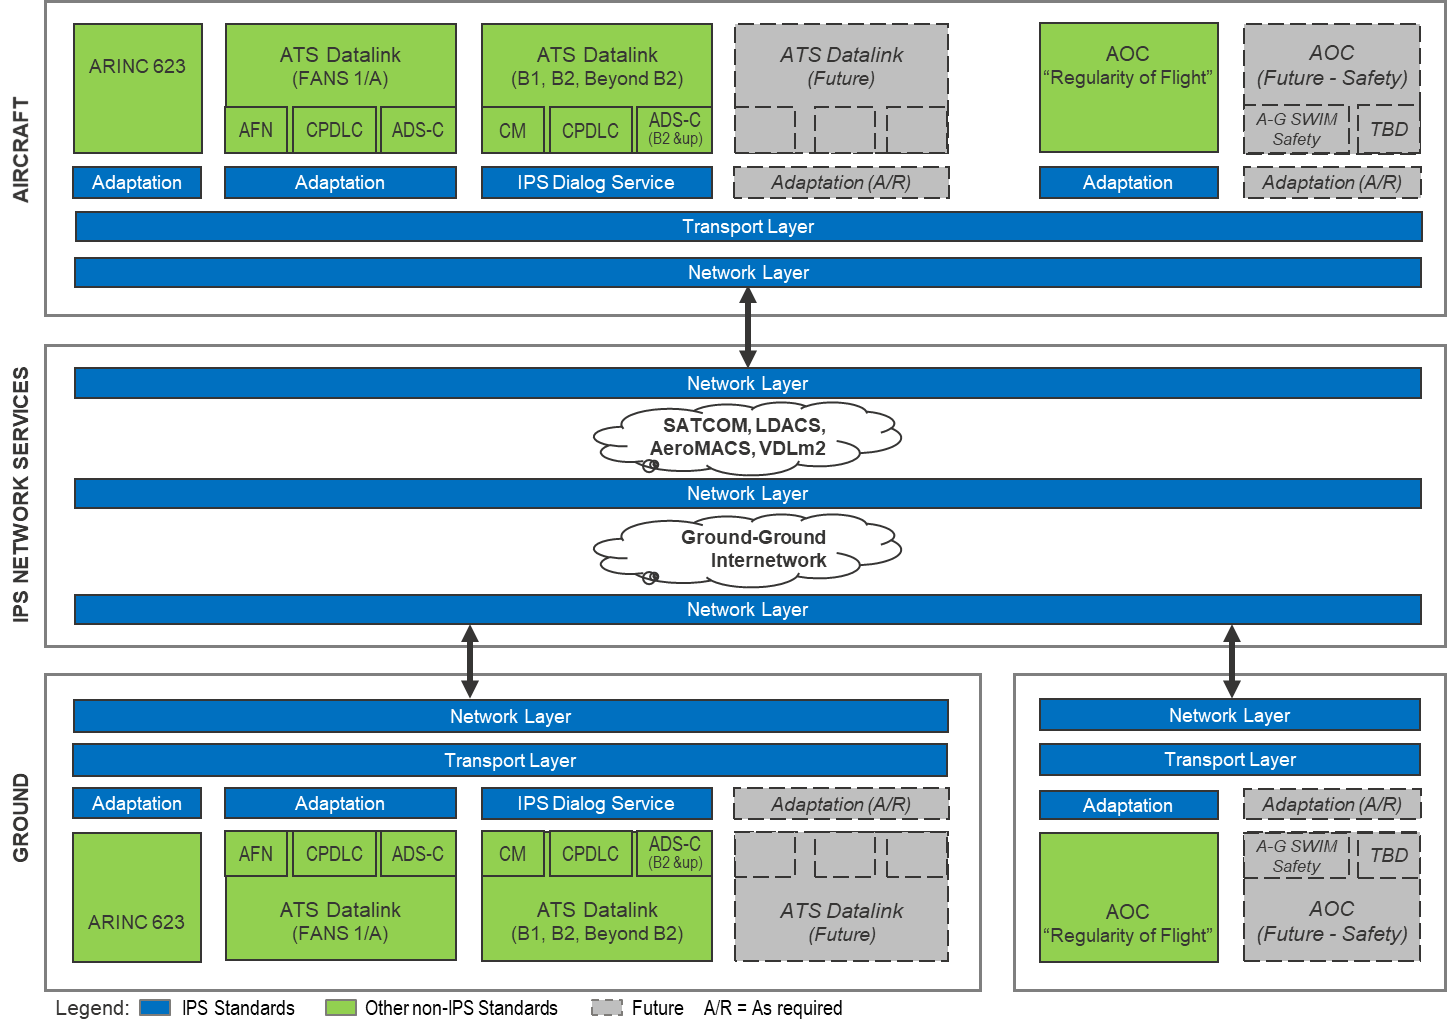 AIRCRAFT
ARINC 623
ATS Datalink
(FANS 1/A)
AFN
CPDLC
ADS-C
ATS Datalink
(B1, B2, Beyond B2)
CM
CPDLC
ADS-C
(B2 &up)
ATS Datalink
(Future)
AOC
“Regularity of Flight”
AOC
(Future - Safety)
A-G SWIM
Safety
TBD
Adaptation
Adaptation
IPS Dialog Service
Adaptation (A/R)
Adaptation
Adaptation (A/R)
Transport Layer
Network Layer
IPS NETWORK SERVICES
Network Layer
SATCOM, LDACS,
AeroMACS, VDLm2
Network Layer
Ground-Ground
Internetwork
Network Layer
GROUND
Network Layer
Transport Layer
Adaptation
Adaptation
IPS Dialog Service
Adaptation (A/R)
ARINC 623
AFN
CPDLC
ADS-C
ATS Datalink
(FANS 1/A)
CM
CPDLC
ADS-C
(B2 &up)
ATS Datalink
(B1, B2, Beyond B2)
ATS Datalink
(Future)
Network Layer
Transport Layer
Adaptation
Adaptation (A/R)
AOC
“Regularity of Flight”
A-G SWIM
Safety
TBD
AOC
(Future - Safety)
Legend: IPS Standards Other non-IPS Standards Future A/R = As required